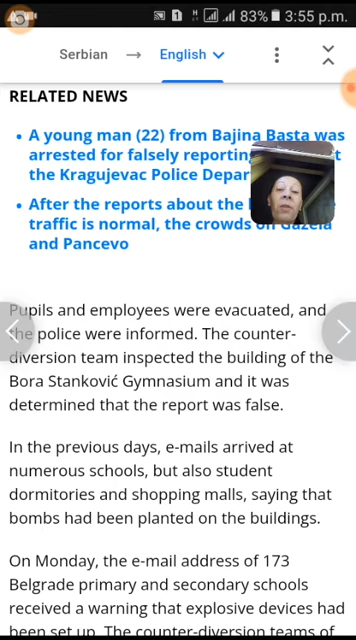 83% 3:55 p.m.
Serbian → English
RELATED NEWS
• A young man (22) from Bajina Basta was
arrested for falsely reporting
the Kragujevac Police
• After the reports about the
traffic is normal, the crowds on Gazela
and Pancevo
Pupils and employees were evacuated, and
the police were informed. The counter-
diversion team inspected the building of the
Bora Stanković Gymnasium and it was
determined that the report was false.
In the previous days, e-mails arrived at
numerous schools, but also student
dormitories and shopping malls, saying that
bombs had been planted on the buildings.
On Monday, the e-mail address of 173
Belgrade primary and secondary schools
received a warning that explosive devices had
been set up. The counter-diversion teams of